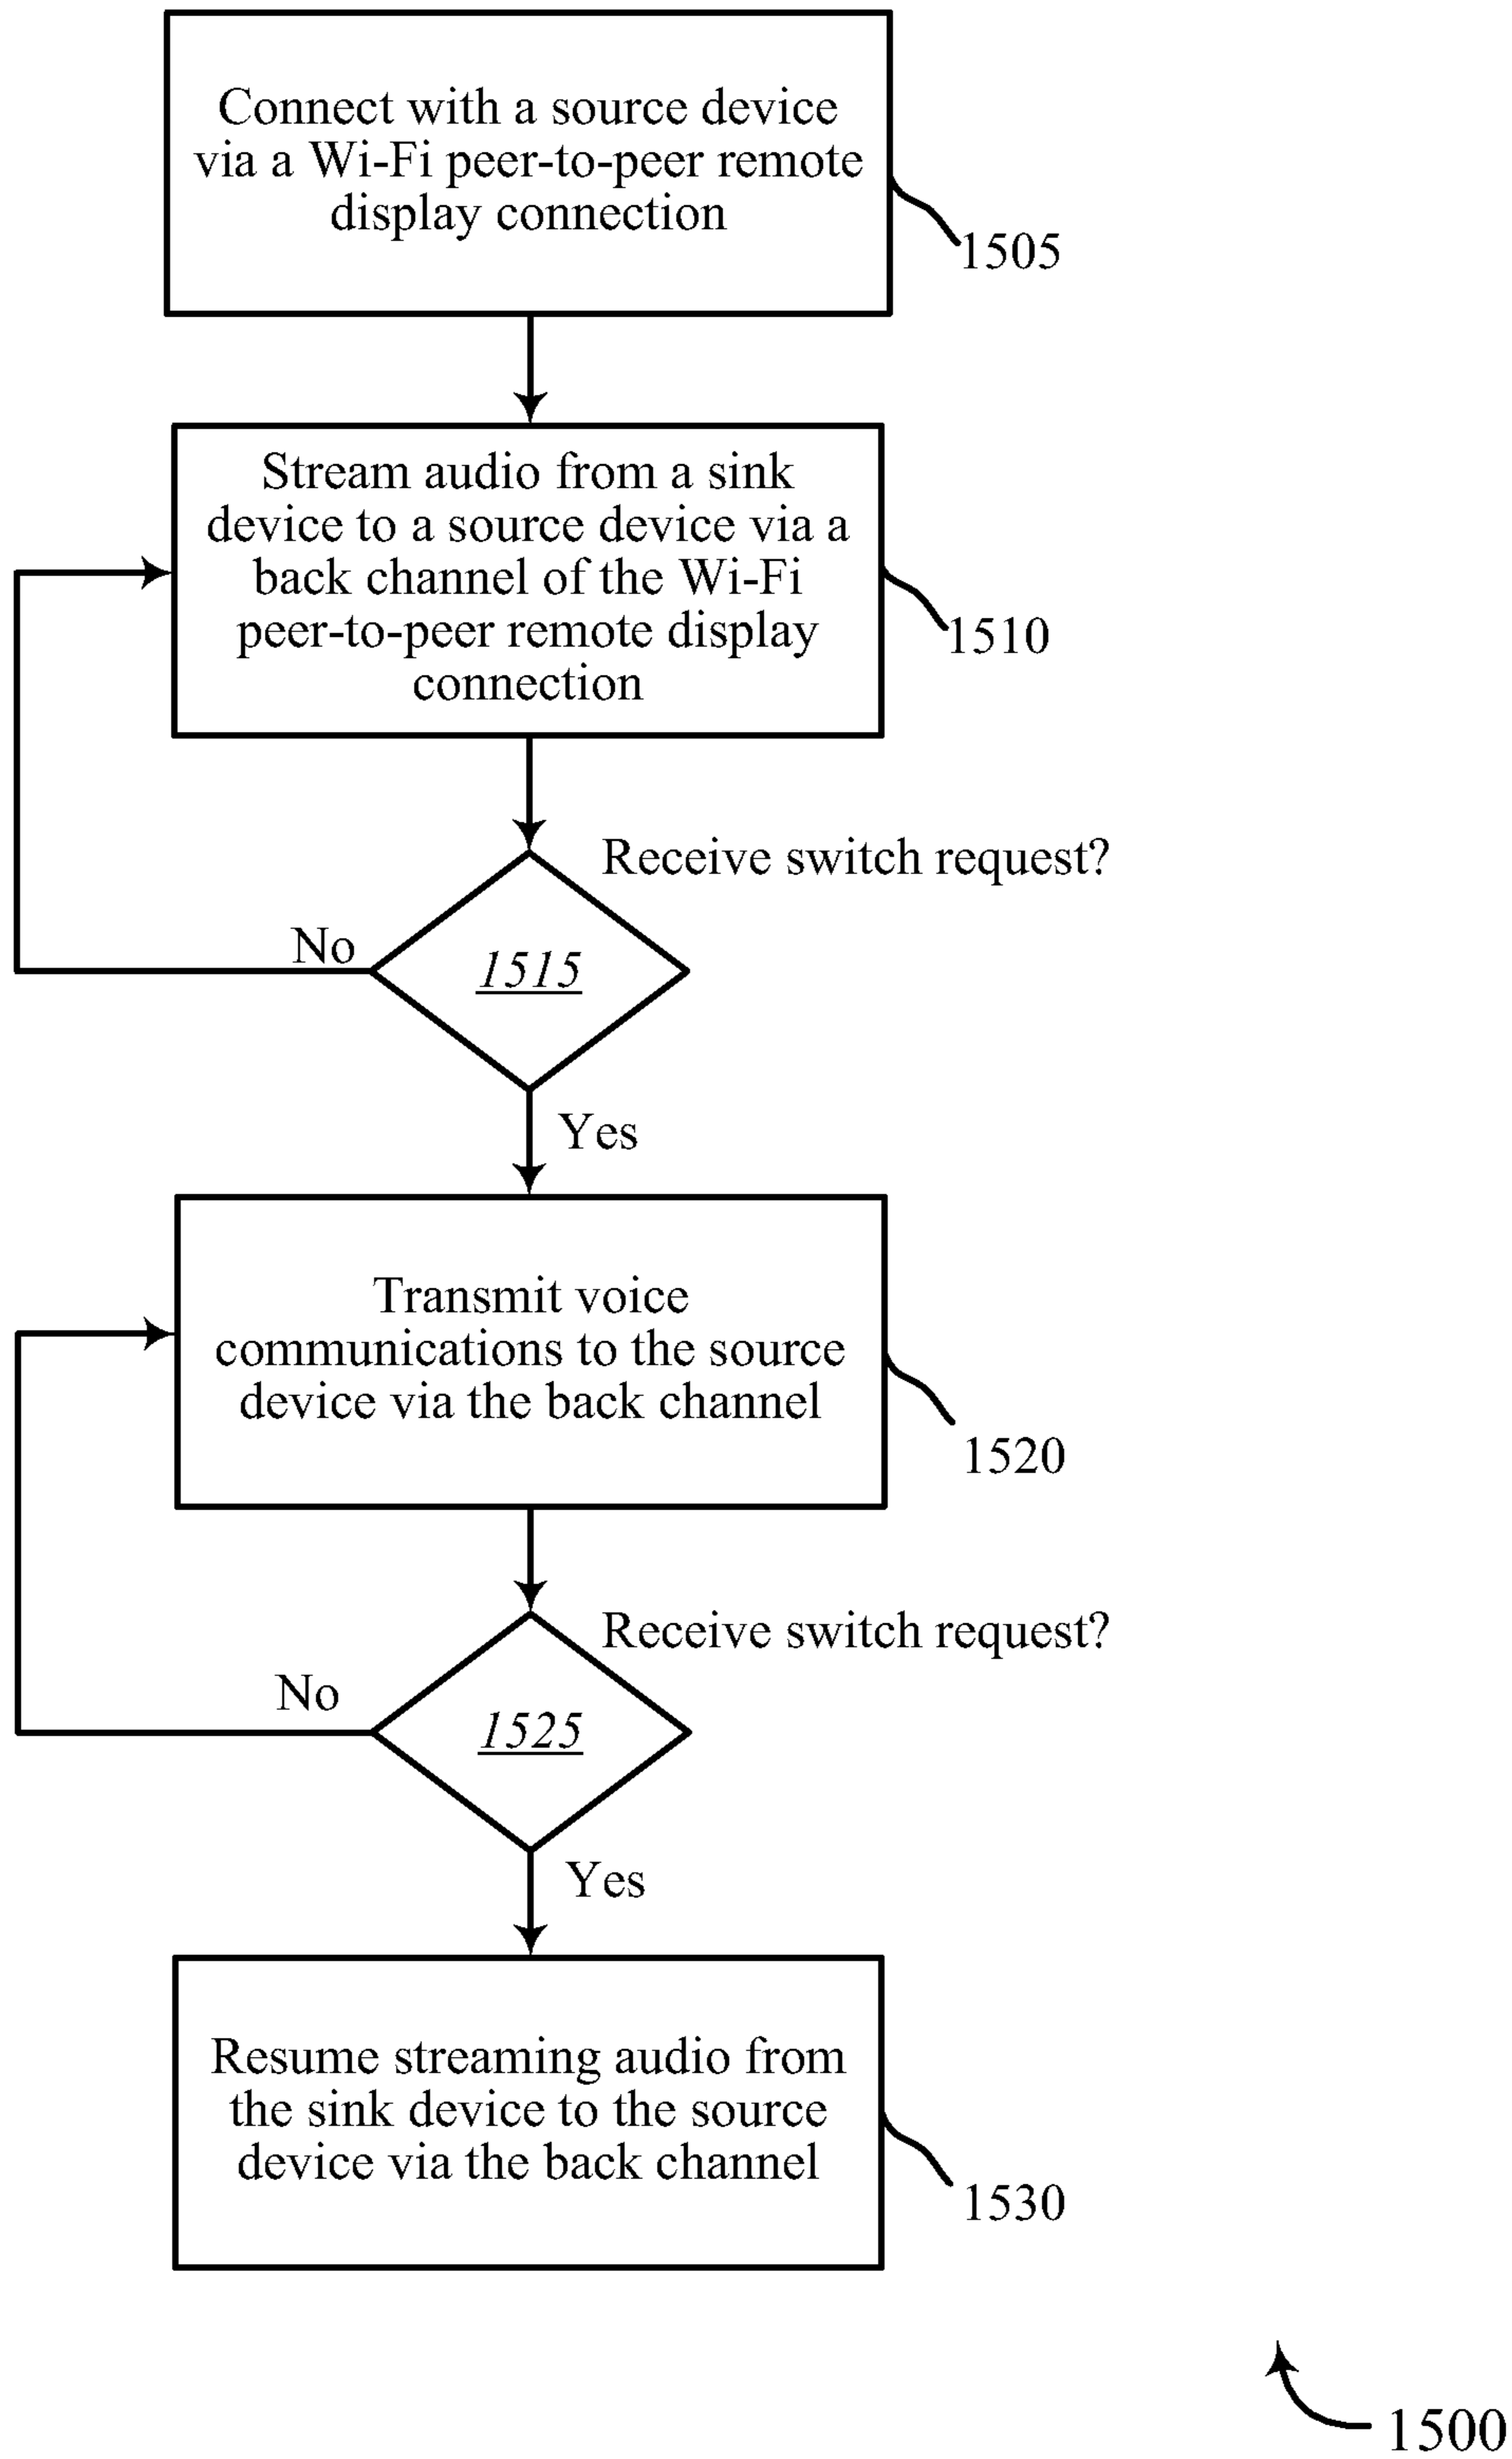 Connect with a source device
via a Wi-Fi peer-to-peer remote
display connection
1505
Stream audio from a sink
device to a source device via a
back channel of the Wi-Fi
peer-to-peer remote display
connection
1510
Receive switch request?
No
1515
Yes
Transmit voice
communications to the source
device via the back channel
1520
Receive switch request?
No
1525
Yes
Resume streaming audio from
the sink device to the source
device via the back channel
1530
1500